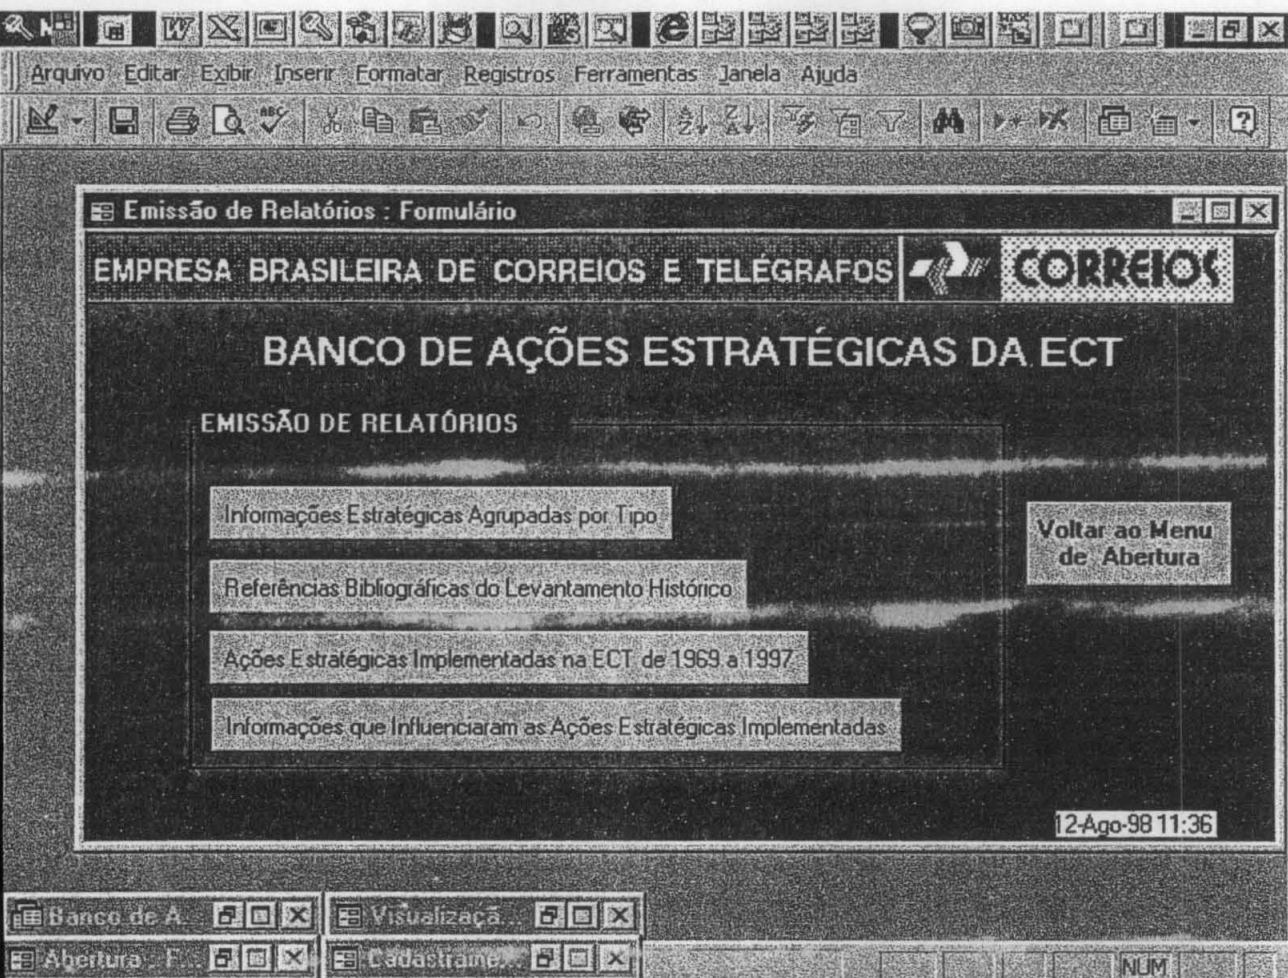 Arquivo Editar Exibir Inserir Formatar Registros Ferramentas Janela Ajuda
Emissão de Relatórios : Formulário
EMPRESA BRASILEIRA DE CORREIOS E TELÉGRAFOS CORREIOS
BANCO DE AÇÕES ESTRATÉGICAS DA ECT
EMISSÃO DE RELATÓRIOS
Informações Estratégicas Agrupadas por Tipo
Voltar ao Menu
de Abertura
Referências Bibliográficas do Levantamento Histórico
Ações Estratégicas Implementadas na ECT de 1969 a 1997
Informações que Influenciaram as Ações Estratégicas Implementadas
12-Ago-98 11:36
Banco de A... Visualizaçã...
Abertura : F... Cadastrame...
NUM